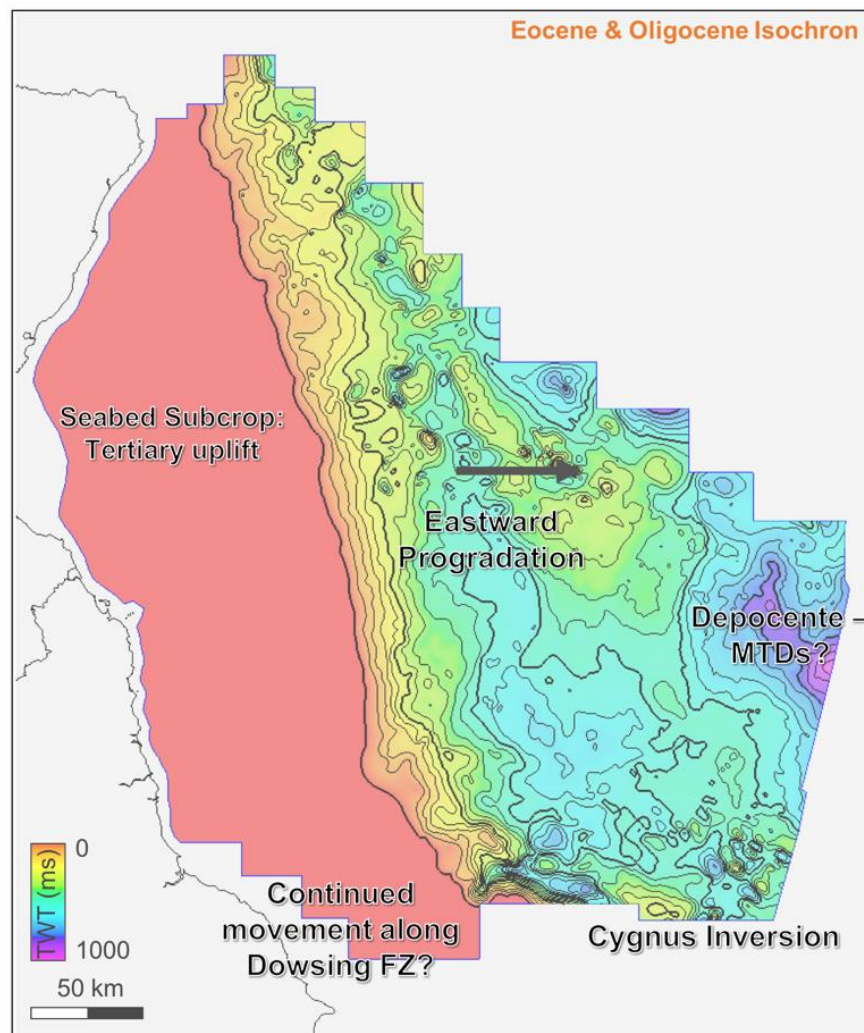 Eocene & Oligocene Isochron
Seabed Subcrop:
Tertiary uplift
Eastward
Progradation
Depocente
MTDs?
0
TWT (ms)
1000
50 km
Continued
movement along
Dowsing FZ?
Cygnus Inversion